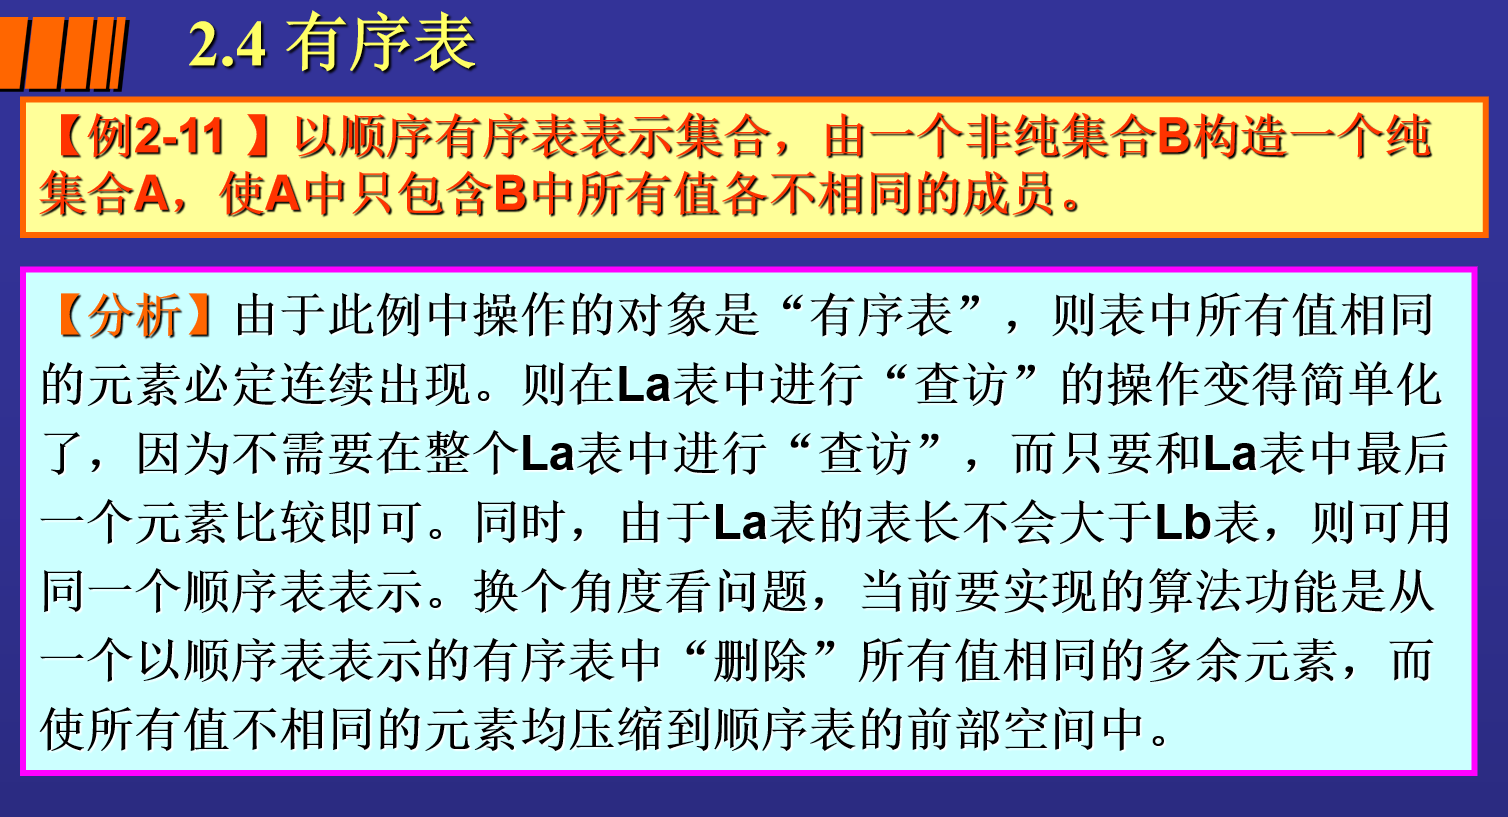 2.4 有序表
【例2-11 】以顺序有序表表示集合，由一个非纯集合B构造一个纯
集合A，使A中只包含B中所有值各不相同的成员。
【分析】由于此例中操作的对象是“有序表”，则表中所有值相同
的元素必定连续出现。则在La表中进行“查访”的操作变得简单化
了，因为不需要在整个La表中进行“查访”，而只要和La表中最后
一个元素比较即可。同时，由于La表的表长不会大于Lb表，则可用
同一个顺序表表示。换个角度看问题，当前要实现的算法功能是从
一个以顺序表表示的有序表中“删除”所有值相同的多余元素，而
使所有值不相同的元素均压缩到顺序表的前部空间中。